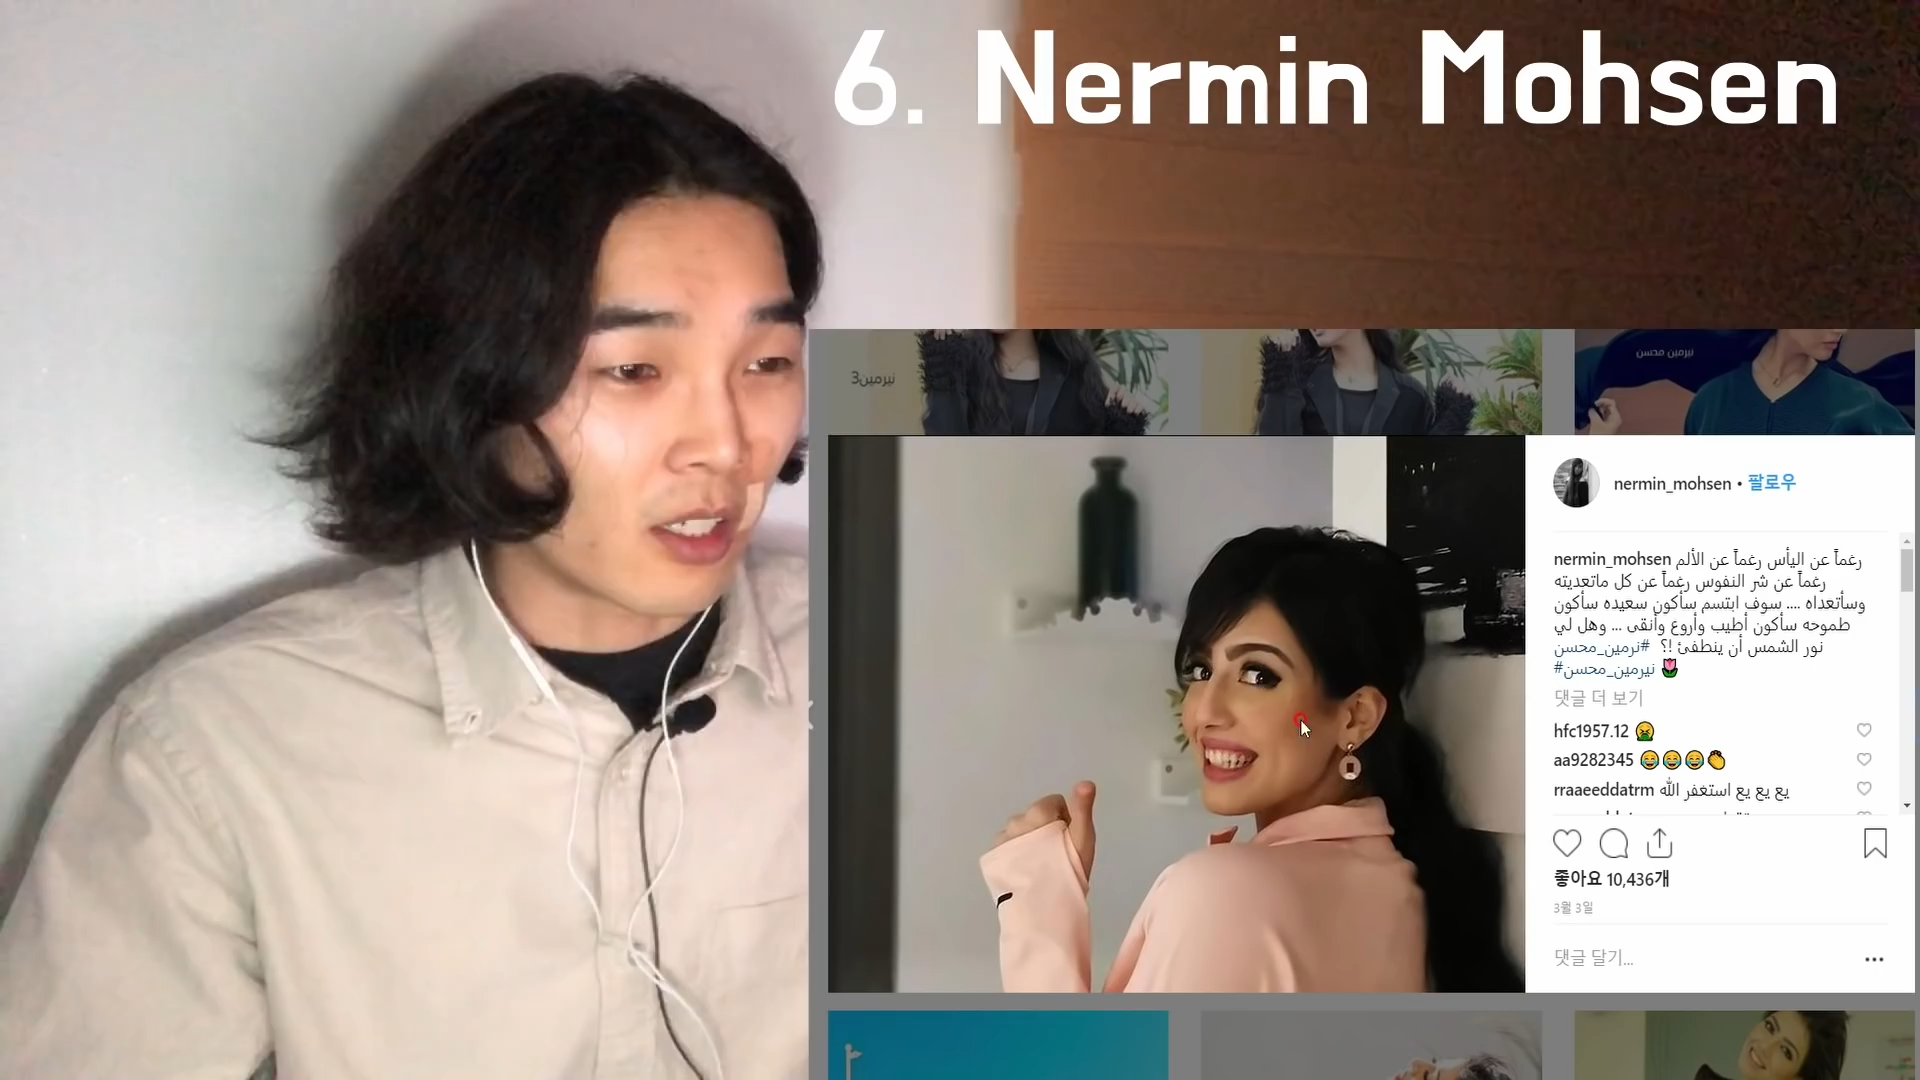 6. Nermin Mohsen
نيرمين3
نيرمين محسن
nermin_mohsen • 팔로우
nermin_mohsen رغماً عن اليأس رغماً عن الألم
رغماً عن شر النفوس رغماً عن كل ماتعديته
وسأتعداه .... سوف ابتسم سأكون سعيده سأكون
طموحه سأكون أطيب وأروع وأنقى ... وهل لي
نور الشمس أن ينطفئ !؟ #نرمين_محسن
#نيرمين_محسن 🌷
댓글 더 보기
hfc1957.12 🤮
aa9282345 😂😂😂👏
rraaeeddatrm يع يع يع استغفر الله
좋아요 10,436개
3월 3일
댓글 달기...